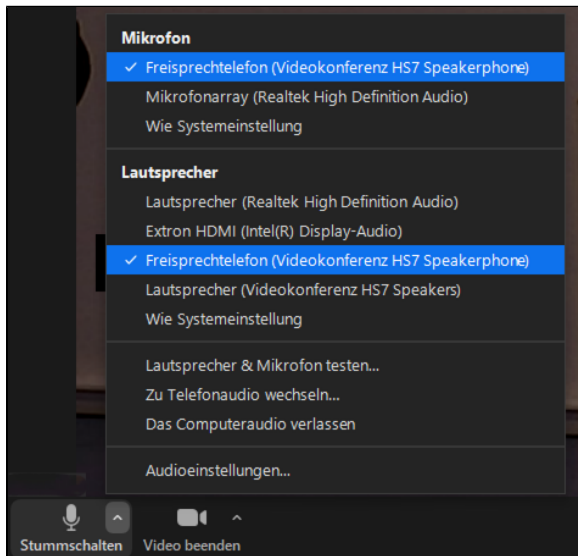 Mikrofon
Freisprechtelefon (Videokonferenz HS7 Speakerphone)
Mikrofonarray (Realtek High Definition Audio)
Wie Systemeinstellung
Lautsprecher
Lautsprecher (Realtek High Definition Audio)
Extron HDMI (Intel(R) Display-Audio)
Freisprechtelefon (Videokonferenz HS7 Speakerphone)
Lautsprecher (Videokonferenz HS7 Speakers)
Wie Systemeinstellung
Lautsprecher & Mikrofon testen...
Zu Telefonaudio wechseln...
Das Computeraudio verlassen
Audioeinstellungen...
Stummschalten Video beenden